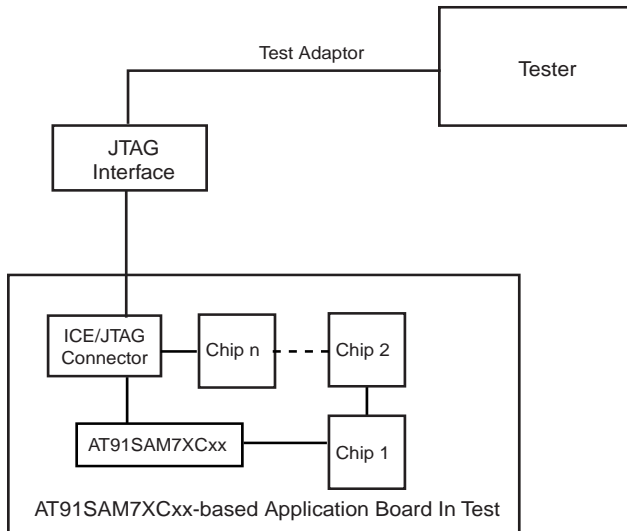 Test Adaptor
Tester
JTAG
Interface
ICE/JTAG
Connector
Chip n
Chip 2
AT91SAM7XCxx
Chip 1
AT91SAM7XCxx-based Application Board In Test